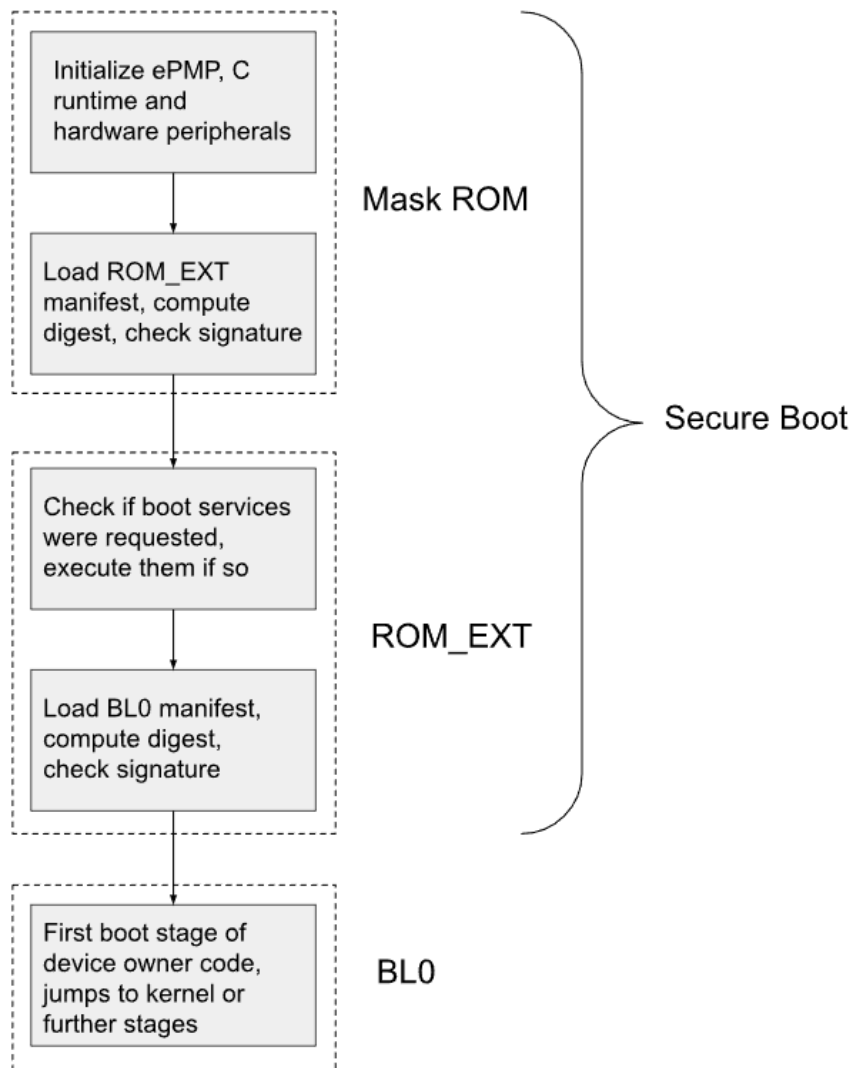 Initialize ePMP, C
runtime and
hardware peripherals
Mask ROM
Load ROM_EXT
manifest, compute
digest, check signature
Secure Boot
Check if boot services
were requested,
execute them if so
ROM_EXT
Load BL0 manifest,
compute digest,
check signature
First boot stage of
device owner code,
jumps to kernel or
further stages
BL0